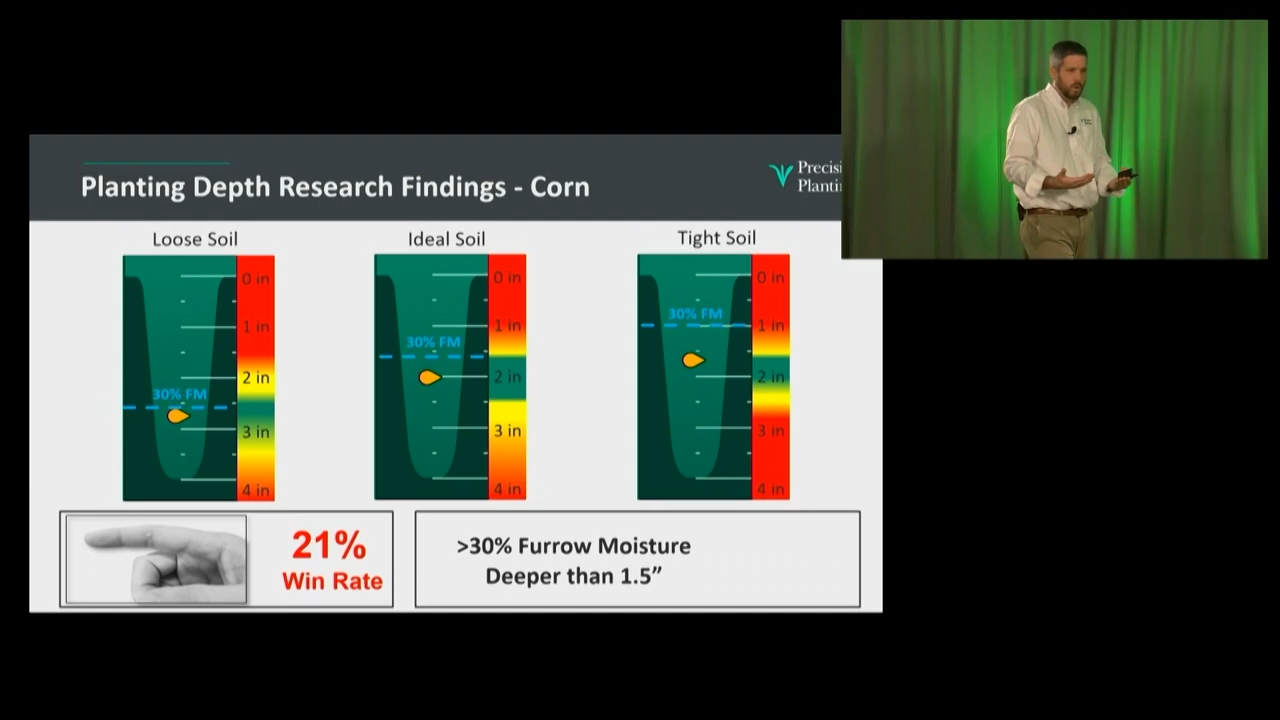 Planting Depth Research Findings - Corn
Loose Soil
Ideal Soil
Tight Soil
0 in
1 in
2 in
30% FM
3 in
4 in
0 in
1 in
30% FM
2 in
3 in
4 in
0 in
30% FM
1 in
2 in
3 in
4 in
21%
Win Rate
>30% Furrow Moisture
Deeper than 1.5”